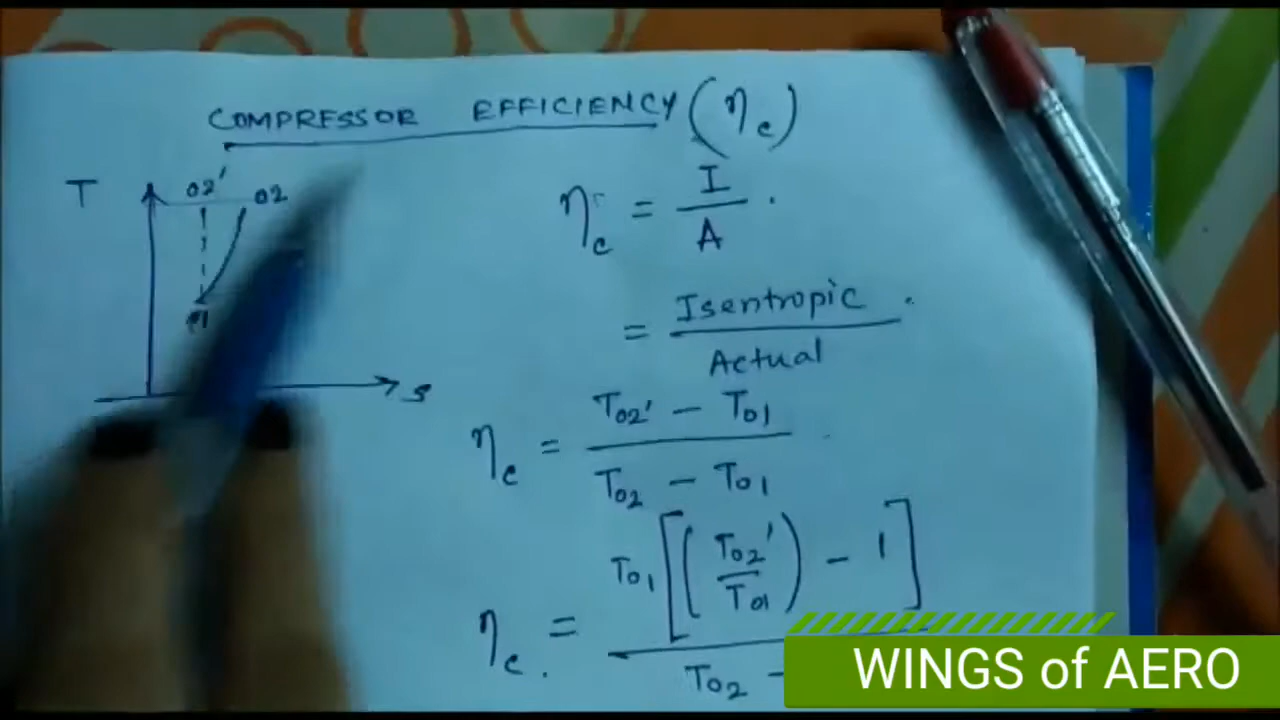 COMPRESSOR EFFICIENCY (ηc)
T
02' 02
01
s
ηc = I / A .
= Isentropic / Actual .
ηc = T02' - T01 / T02 - T01
ηc = T01 [ ( T02' / T01 ) - 1 ] / T02 -
WINGS of AERO